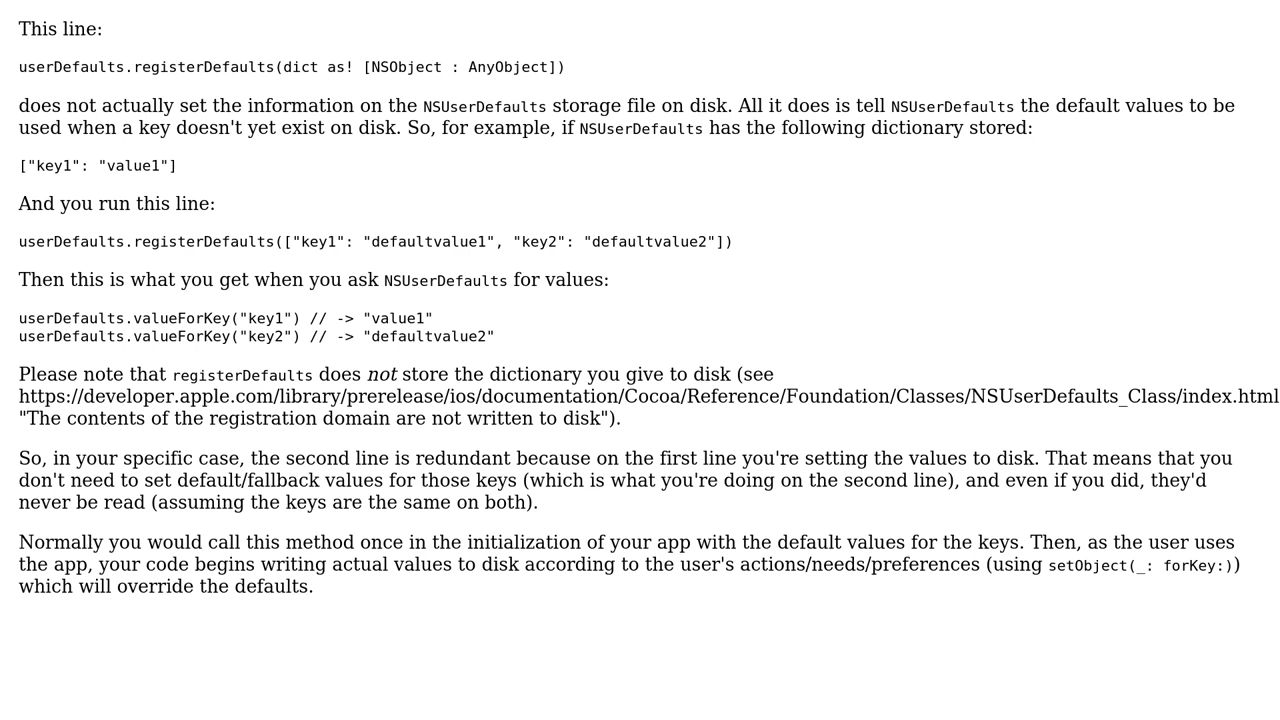 This line:
userDefaults.registerDefaults(dict as! [NSObject : AnyObject])
does not actually set the information on the NSUserDefaults storage file on disk. All it does is tell NSUserDefaults the default values to be
used when a key doesn't yet exist on disk. So, for example, if NSUserDefaults has the following dictionary stored:
["key1": "value1"]
And you run this line:
userDefaults.registerDefaults(["key1": "defaultvalue1", "key2": "defaultvalue2"])
Then this is what you get when you ask NSUserDefaults for values:
userDefaults.valueForKey("key1") // -> "value1"
userDefaults.valueForKey("key2") // -> "defaultvalue2"
Please note that registerDefaults does not store the dictionary you give to disk (see
https://developer.apple.com/library/prerelease/ios/documentation/Cocoa/Reference/Foundation/Classes/NSUserDefaults_Class/index.html
"The contents of the registration domain are not written to disk").
So, in your specific case, the second line is redundant because on the first line you're setting the values to disk. That means that you
don't need to set default/fallback values for those keys (which is what you're doing on the second line), and even if you did, they'd
never be read (assuming the keys are the same on both).
Normally you would call this method once in the initialization of your app with the default values for the keys. Then, as the user uses
the app, your code begins writing actual values to disk according to the user's actions/needs/preferences (using setObject(_: forKey:))
which will override the defaults.